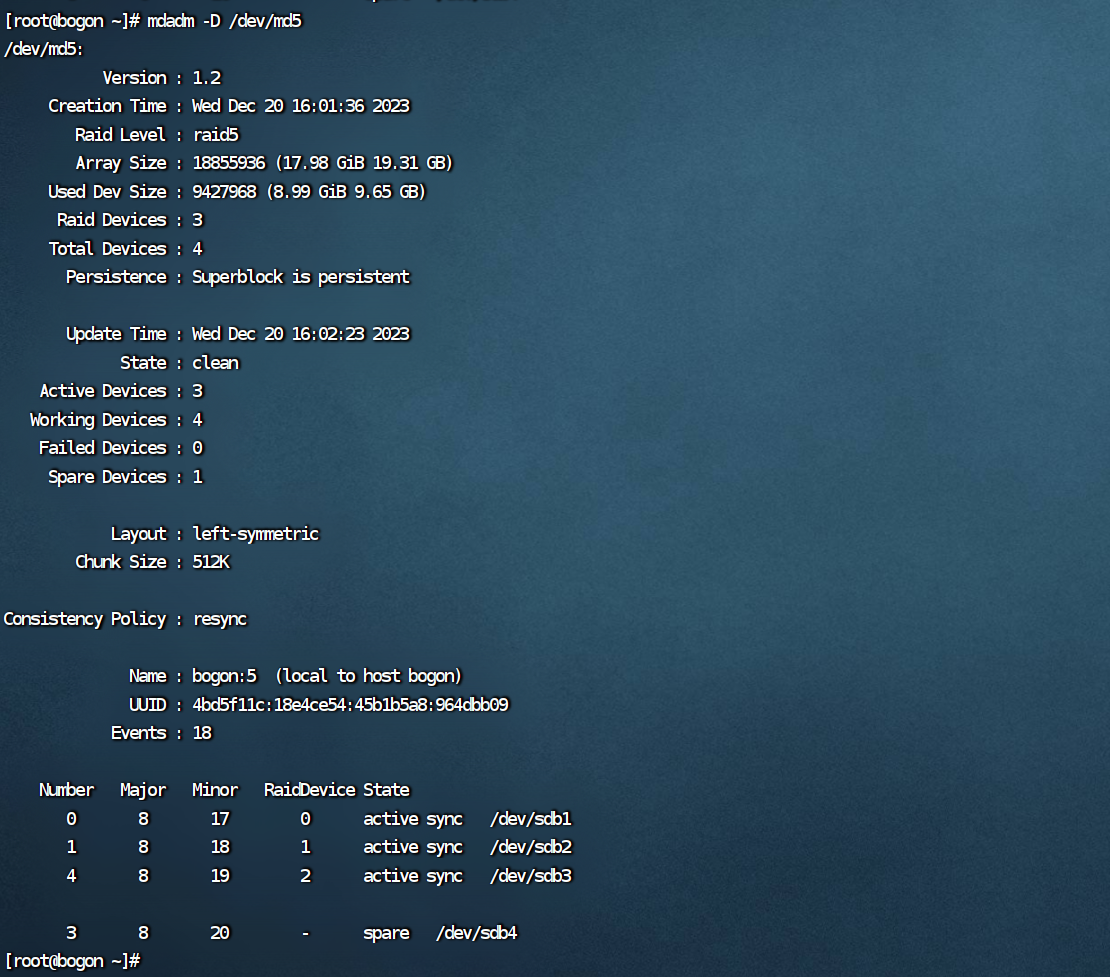 [root@bogon ~]# mdadm -D /dev/md5
/dev/md5:
Version : 1.2
Creation Time : Wed Dec 20 16:01:36 2023
Raid Level : raid5
Array Size : 18855936 (17.98 GiB 19.31 GB)
Used Dev Size : 9427968 (8.99 GiB 9.65 GB)
Raid Devices : 3
Total Devices : 4
Persistence : Superblock is persistent
Update Time : Wed Dec 20 16:02:23 2023
State : clean
Active Devices : 3
Working Devices : 4
Failed Devices : 0
Spare Devices : 1
Layout : left-symmetric
Chunk Size : 512K
Consistency Policy : resync
Name : bogon:5  (local to host bogon)
UUID : 4bd5f11c:18e4ce54:45b1b5a8:964dbb09
Events : 18
Number   Major   Minor   RaidDevice State
0       8       17        0      active sync   /dev/sdb1
1       8       18        1      active sync   /dev/sdb2
4       8       19        2      active sync   /dev/sdb3
3       8       20        -      spare   /dev/sdb4
[root@bogon ~]#